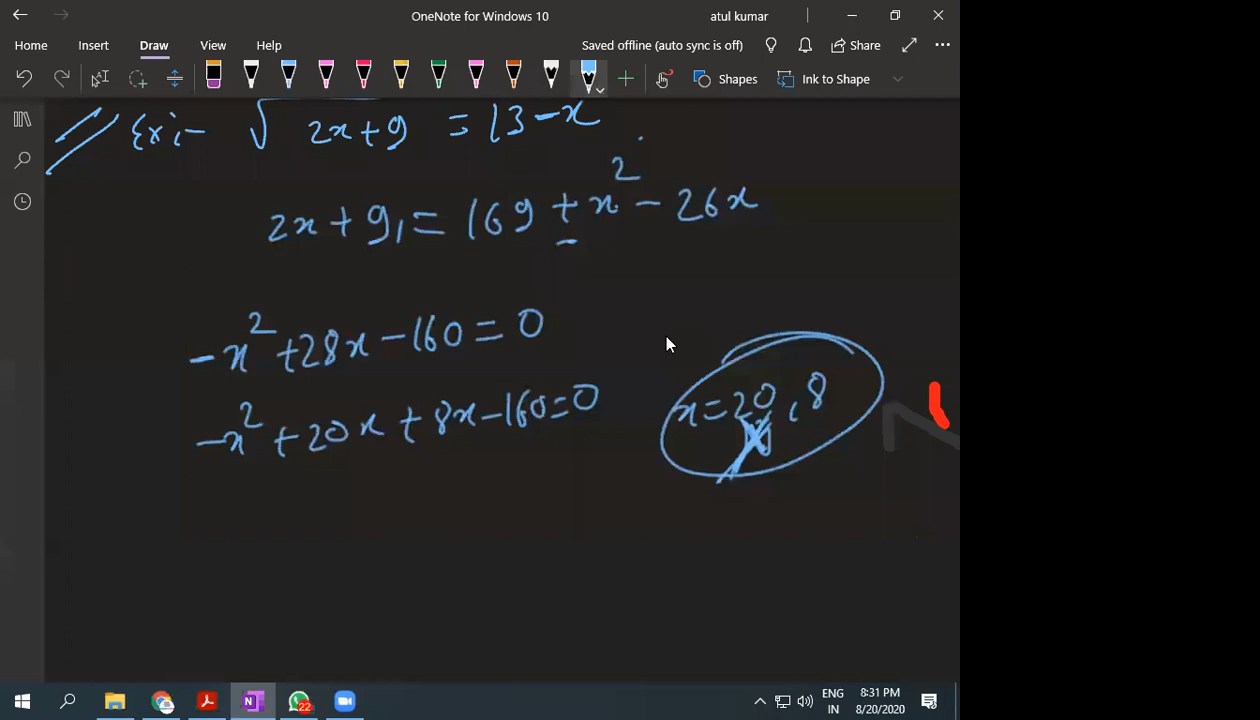 OneNote for Windows 10
atul kumar
Home Insert Draw View Help
Saved offline (auto sync is off)
Share
Shapes
Ink to Shape
Ex:- √2x+9 = 13-x
2x + 9 = 169 + x² - 26x
-x² + 28x - 160 = 0
-x² + 20x + 8x - 160 = 0
x = 20, 8
22
ENG
IN
8:31 PM
8/20/2020